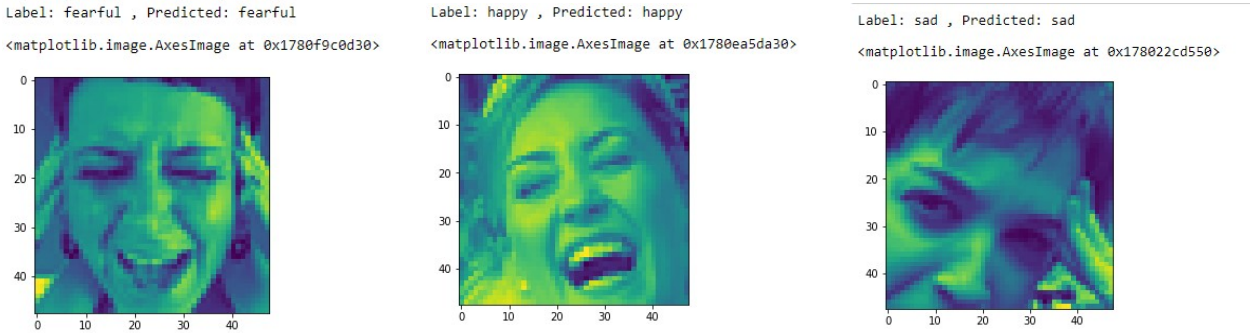 Label: fearful , Predicted: fearful
<matplotlib.image.AxesImage at 0x1780f9c0d30>
0
10
20
30
40
0 10 20 30 40
Label: happy , Predicted: happy
<matplotlib.image.AxesImage at 0x1780ea5da30>
0
10
20
30
40
0 10 20 30 40
Label: sad , Predicted: sad
<matplotlib.image.AxesImage at 0x178022cd550>
0
10
20
30
40
0 10 20 30 40